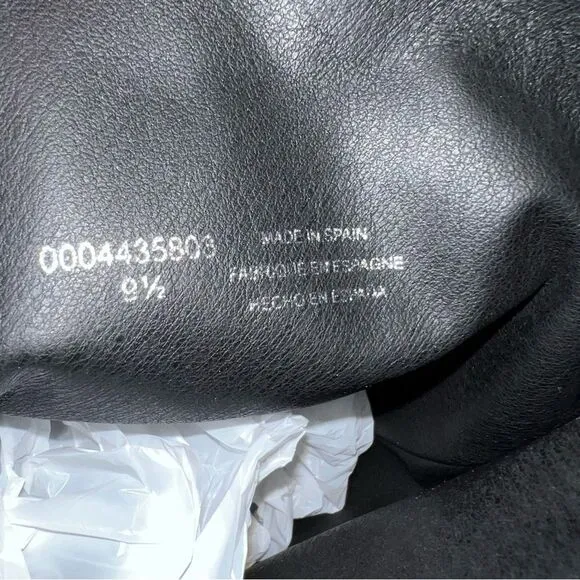 0004435803
9½
MADE IN SPAIN
FABRIQUE EN ESPAGNE
HECHO EN ESPAÑA